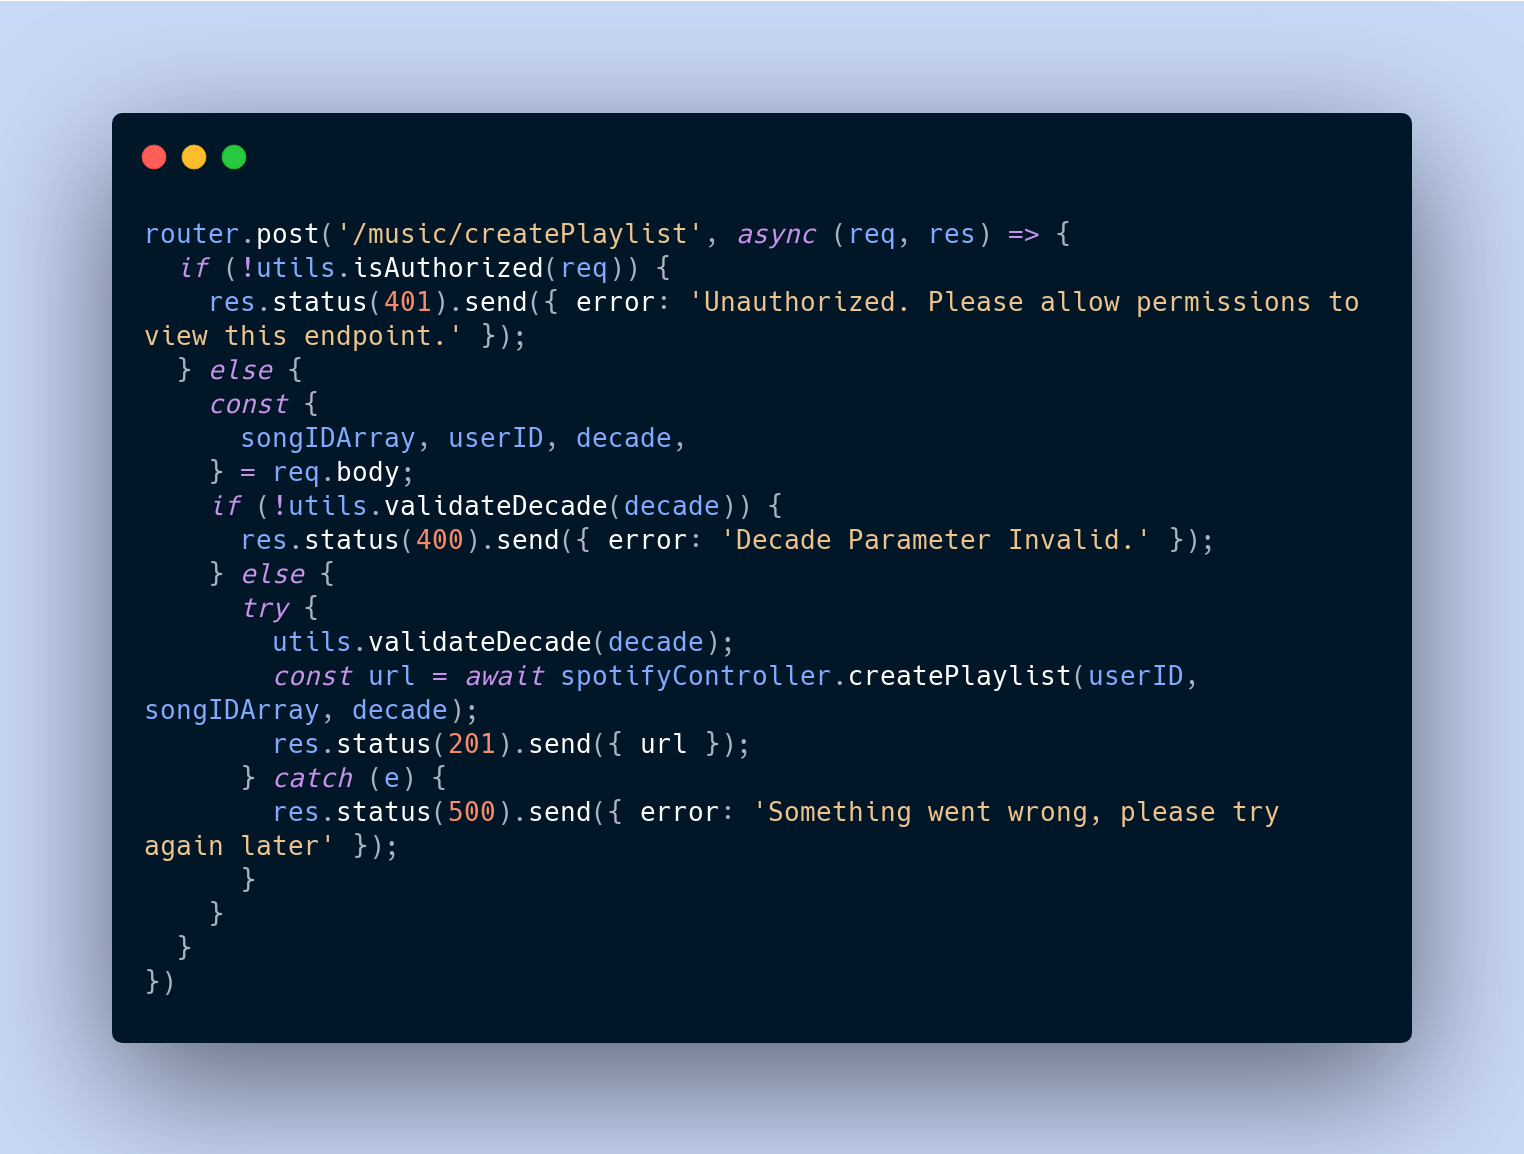 router.post('/music/createPlaylist', async (req, res) => {
  if (!utils.isAuthorized(req)) {
    res.status(401).send({ error: 'Unauthorized. Please allow permissions to
view this endpoint.' });
  } else {
    const {
      songIDArray, userID, decade,
    } = req.body;
    if (!utils.validateDecade(decade)) {
      res.status(400).send({ error: 'Decade Parameter Invalid.' });
    } else {
      try {
        utils.validateDecade(decade);
        const url = await spotifyController.createPlaylist(userID,
songIDArray, decade);
        res.status(201).send({ url });
      } catch (e) {
        res.status(500).send({ error: 'Something went wrong, please try
again later' });
      }
    }
  }
})